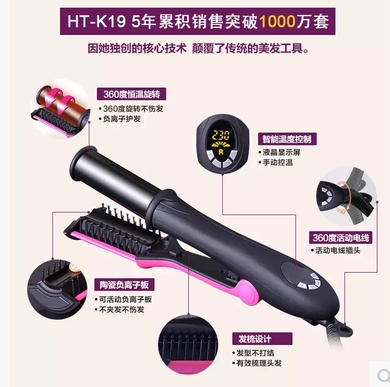 HT-K19 5年累积销售突破1000万套
因她独创的核心技术 颠覆了传统的美发工具。
360度恒温旋转
• 360度旋转不伤发
• 负离子护发
230
R
智能温度控制
• 液晶显示屏
• 手动控温
360度活动电线
• 活动电线插头
陶瓷负离子板
• 可活动负离子板
• 不夹发不伤发
发梳设计
• 发型不打结
• 有效梳理头发